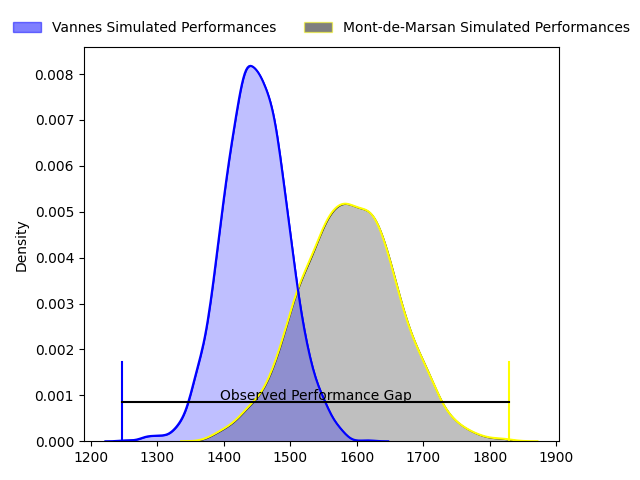 Vannes Simulated Performances Mont-de-Marsan Simulated Performances
0.008
0.007
0.006
0.005
0.004
0.003
0.002
0.001
0.000
Density
Observed Performance Gap
1200 1300 1400 1500 1600 1700 1800 1900